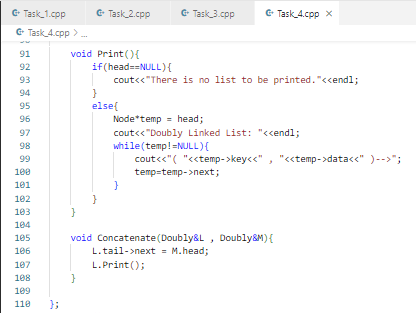 Task_1.cpp Task_2.cpp Task_3.cpp Task_4.cpp ×
Task_4.cpp > ...
90
91 void Print(){
92 if(head==NULL){
93 cout<<"There is no list to be printed."<<endl;
94 }
95 else{
96 Node*temp = head;
97 cout<<"Doubly Linked List: "<<endl;
98 while(temp!=NULL){
99 cout<<"( "<<temp->key<<" , "<<temp->data<<" )-->";
100 temp=temp->next;
101 }
102 }
103 }
104
105 void Concatenate(Doubly&L , Doubly&M){
106 L.tail->next = M.head;
107 L.Print();
108 }
109
110 };